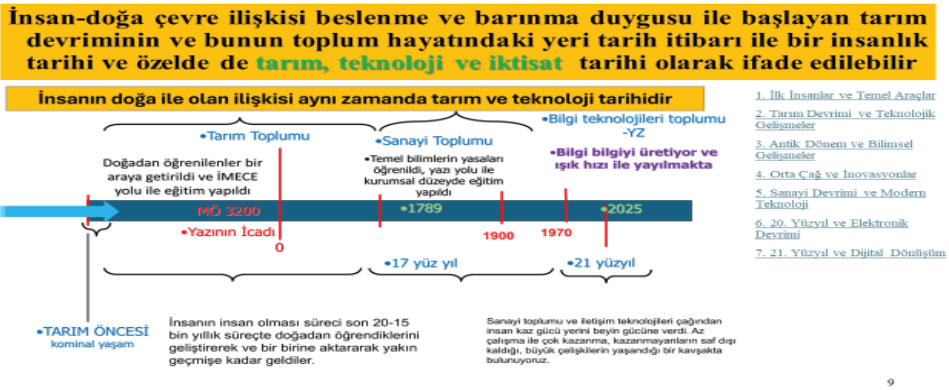 İnsan-doğa çevre ilişkisi beslenme ve barınma duygusu ile başlayan tarım
devriminin ve bunun toplum hayatındaki yeri tarih itibarı ile bir insanlık
tarihi ve özelde de tarım, teknoloji ve iktisat tarihi olarak ifade edilebilir
İnsanın doğa ile olan ilişkisi aynı zamanda tarım ve teknoloji tarihidir
•Tarım Toplumu
Doğadan öğrenilenler bir
araya getirildi ve İMECE
yolu ile eğitim yapıldı
•Sanayi Toplumu
•Temel bilimlerin yasaları
öğrenildi, yazı yolu ile
kurumsal düzeyde eğitim
yapıldı
•Bilgi teknolojileri toplumu
-YZ
•Bilgi bilgiyi üretiyor ve
ışık hızı ile yayılmakta
MÖ 3200
•1789
•2025
•Yazının İcadı
0
1900
1970
•17 yüz yıl
•21 yüzyıl
•TARIM ÖNCESİ
kominal yaşam
İnsanın insan olması süreci son 20-15
bin yıllık süreçte doğadan öğrendiklerini
geliştirerek ve bir birine aktararak yakın
geçmişe kadar geldiler.
Sanayi toplumu ve iletişim teknolojileri çağından
insan kaz gücü yerini beyin gücüne verdi. Az
çalışma ile çok kazanma, kazanmayanların saf dışı
kaldığı, büyük çelişkilerin yaşandığı bir kavşakta
bulunuyoruz.
1. İlk İnsanlar ve Temel Araçlar
2. Tarım Devrimi ve Teknolojik
Gelişmeler
3. Antik Dönem ve Bilimsel
Gelişmeler
4. Orta Çağ ve İnovasyonlar
5. Sanayi Devrimi ve Modern
Teknoloji
6. 20. Yüzyıl ve Elektronik
Devrimi
7. 21. Yüzyıl ve Dijital Dönüşüm
9